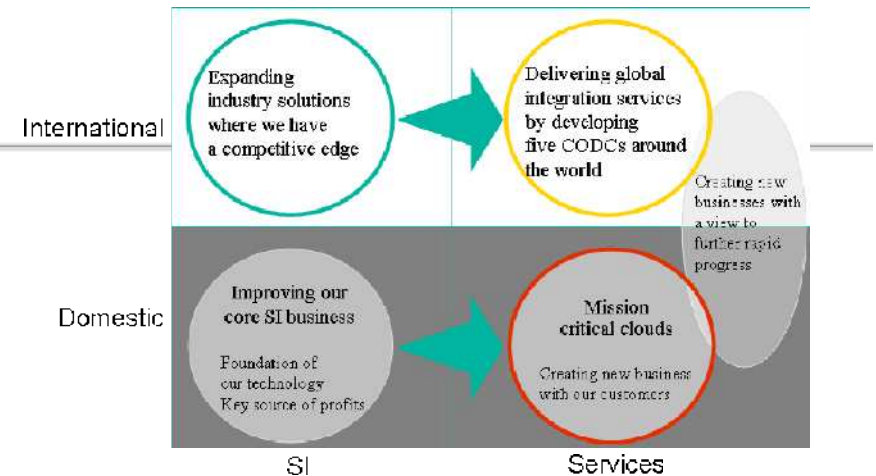 Expanding
industry solutions
where we have
a competitive edge
Delivering global
integration services
by developing
five CODCs around
the world
International
Creating new
businesses with
a view to
further rapid
progress
Improving our
core SI business
Foundation of
our technology
Key source of profits
Mission
critical clouds
Creating new business
with our customers
Domestic
SI
Services